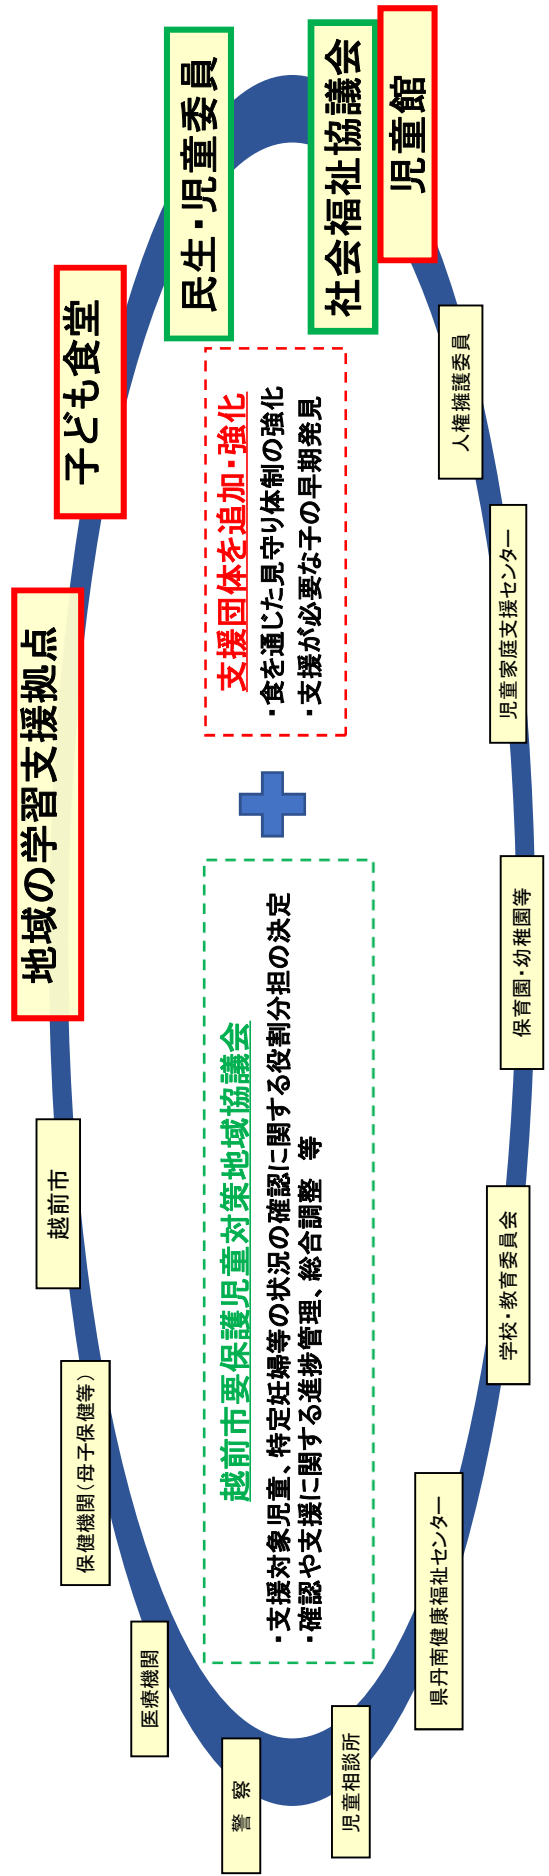 地域の学習支援拠点
子ども食堂
民生・児童委員
社会福祉協議会
児童館
越前市
保健機関(母子保健等)
医療機関
警 察
児童相談所
県丹南健康福祉センター
学校・教育委員会
保育園・幼稚園等
児童家庭支援センター
人権擁護委員
越前市要保護児童対策地域協議会
・支援対象児童、特定妊婦等の状況の確認に関する役割分担の決定
・確認や支援に関する進捗管理、総合調整 等
支援団体を追加・強化
・食を通じた見守り体制の強化
・支援が必要な子の早期発見